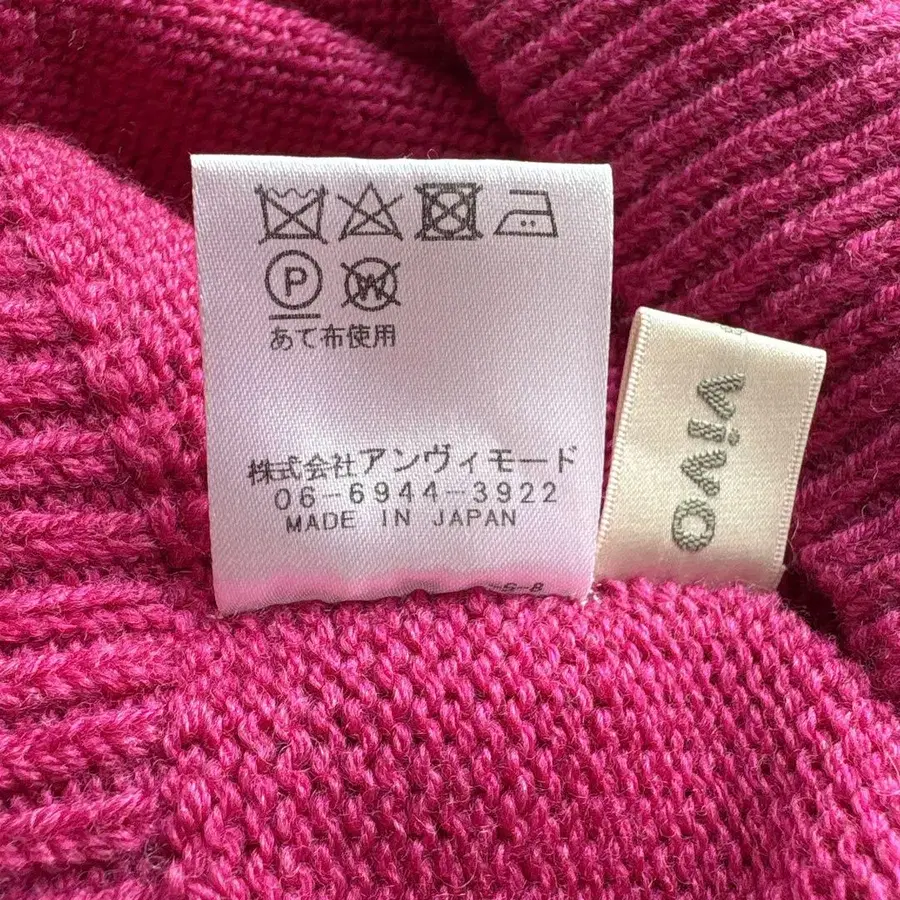 P W
あて布使用
株式会社アンヴィモード
06-6944-3922
MADE IN JAPAN
-S-B
vivo